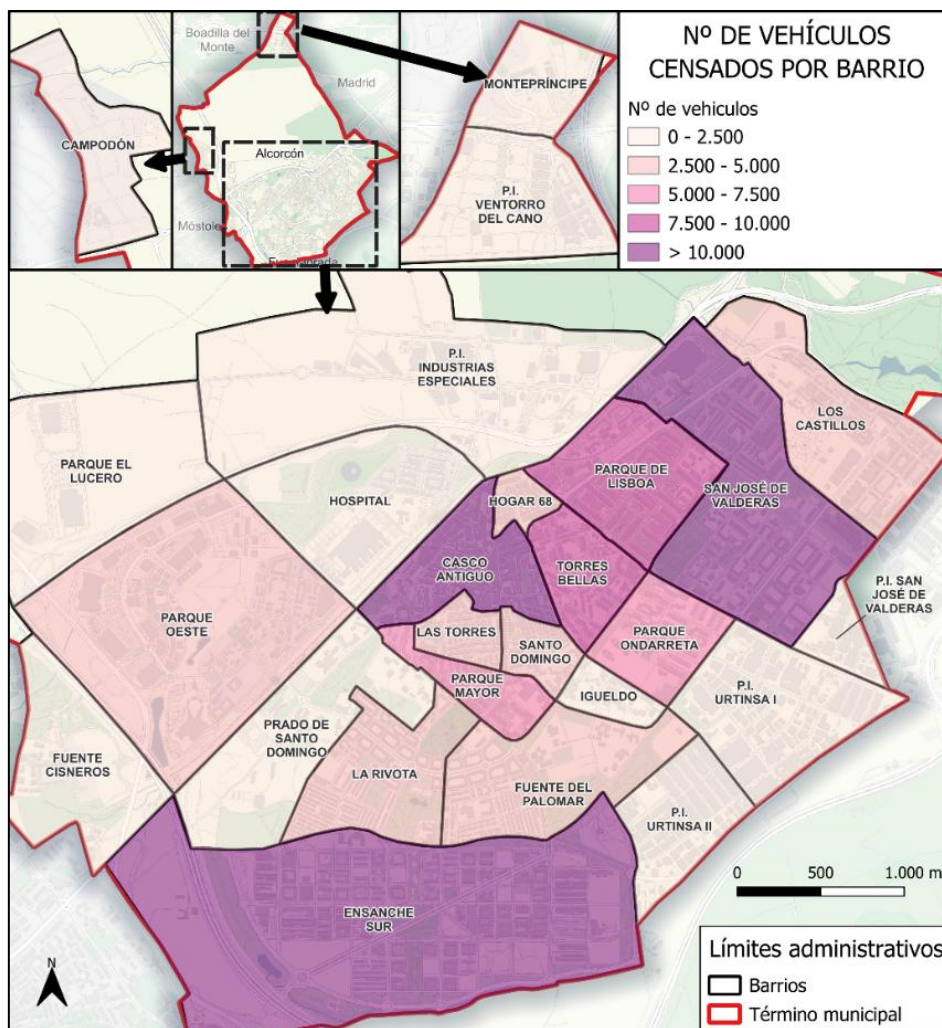 Boadilla del
Monte
Madrid
Alcorcón
Móstoles
CAMPODÓN
MONTEPRÍNCIPE
P.I.
VENTORRO
DEL CANO
Nº DE VEHÍCULOS
CENSADOS POR BARRIO
Nº de vehiculos
0 - 2.500
2.500 - 5.000
5.000 - 7.500
7.500 - 10.000
> 10.000
P.I.
INDUSTRIAS
ESPECIALES
LOS
CASTILLOS
PARQUE EL
LUCERO
HOSPITAL
HOGAR 68
PARQUE DE
LISBOA
SAN JOSÉ DE
VALDERAS
CASCO
ANTIGUO
TORRES
BELLAS
P.I. SAN
JOSÉ DE
VALDERAS
PARQUE
OESTE
LAS TORRES
SANTO
DOMINGO
PARQUE
ONDARRETA
PARQUE
MAYOR
IGUELDO
P.I.
URTINSA I
PRADO DE
SANTO
DOMINGO
FUENTE
CISNEROS
LA RIVOTA
FUENTE DEL
PALOMAR
P.I.
URTINSA II
ENSANCHE
SUR
0 500 1.000 m
N
Límites administrativos
Barrios
Término municipal